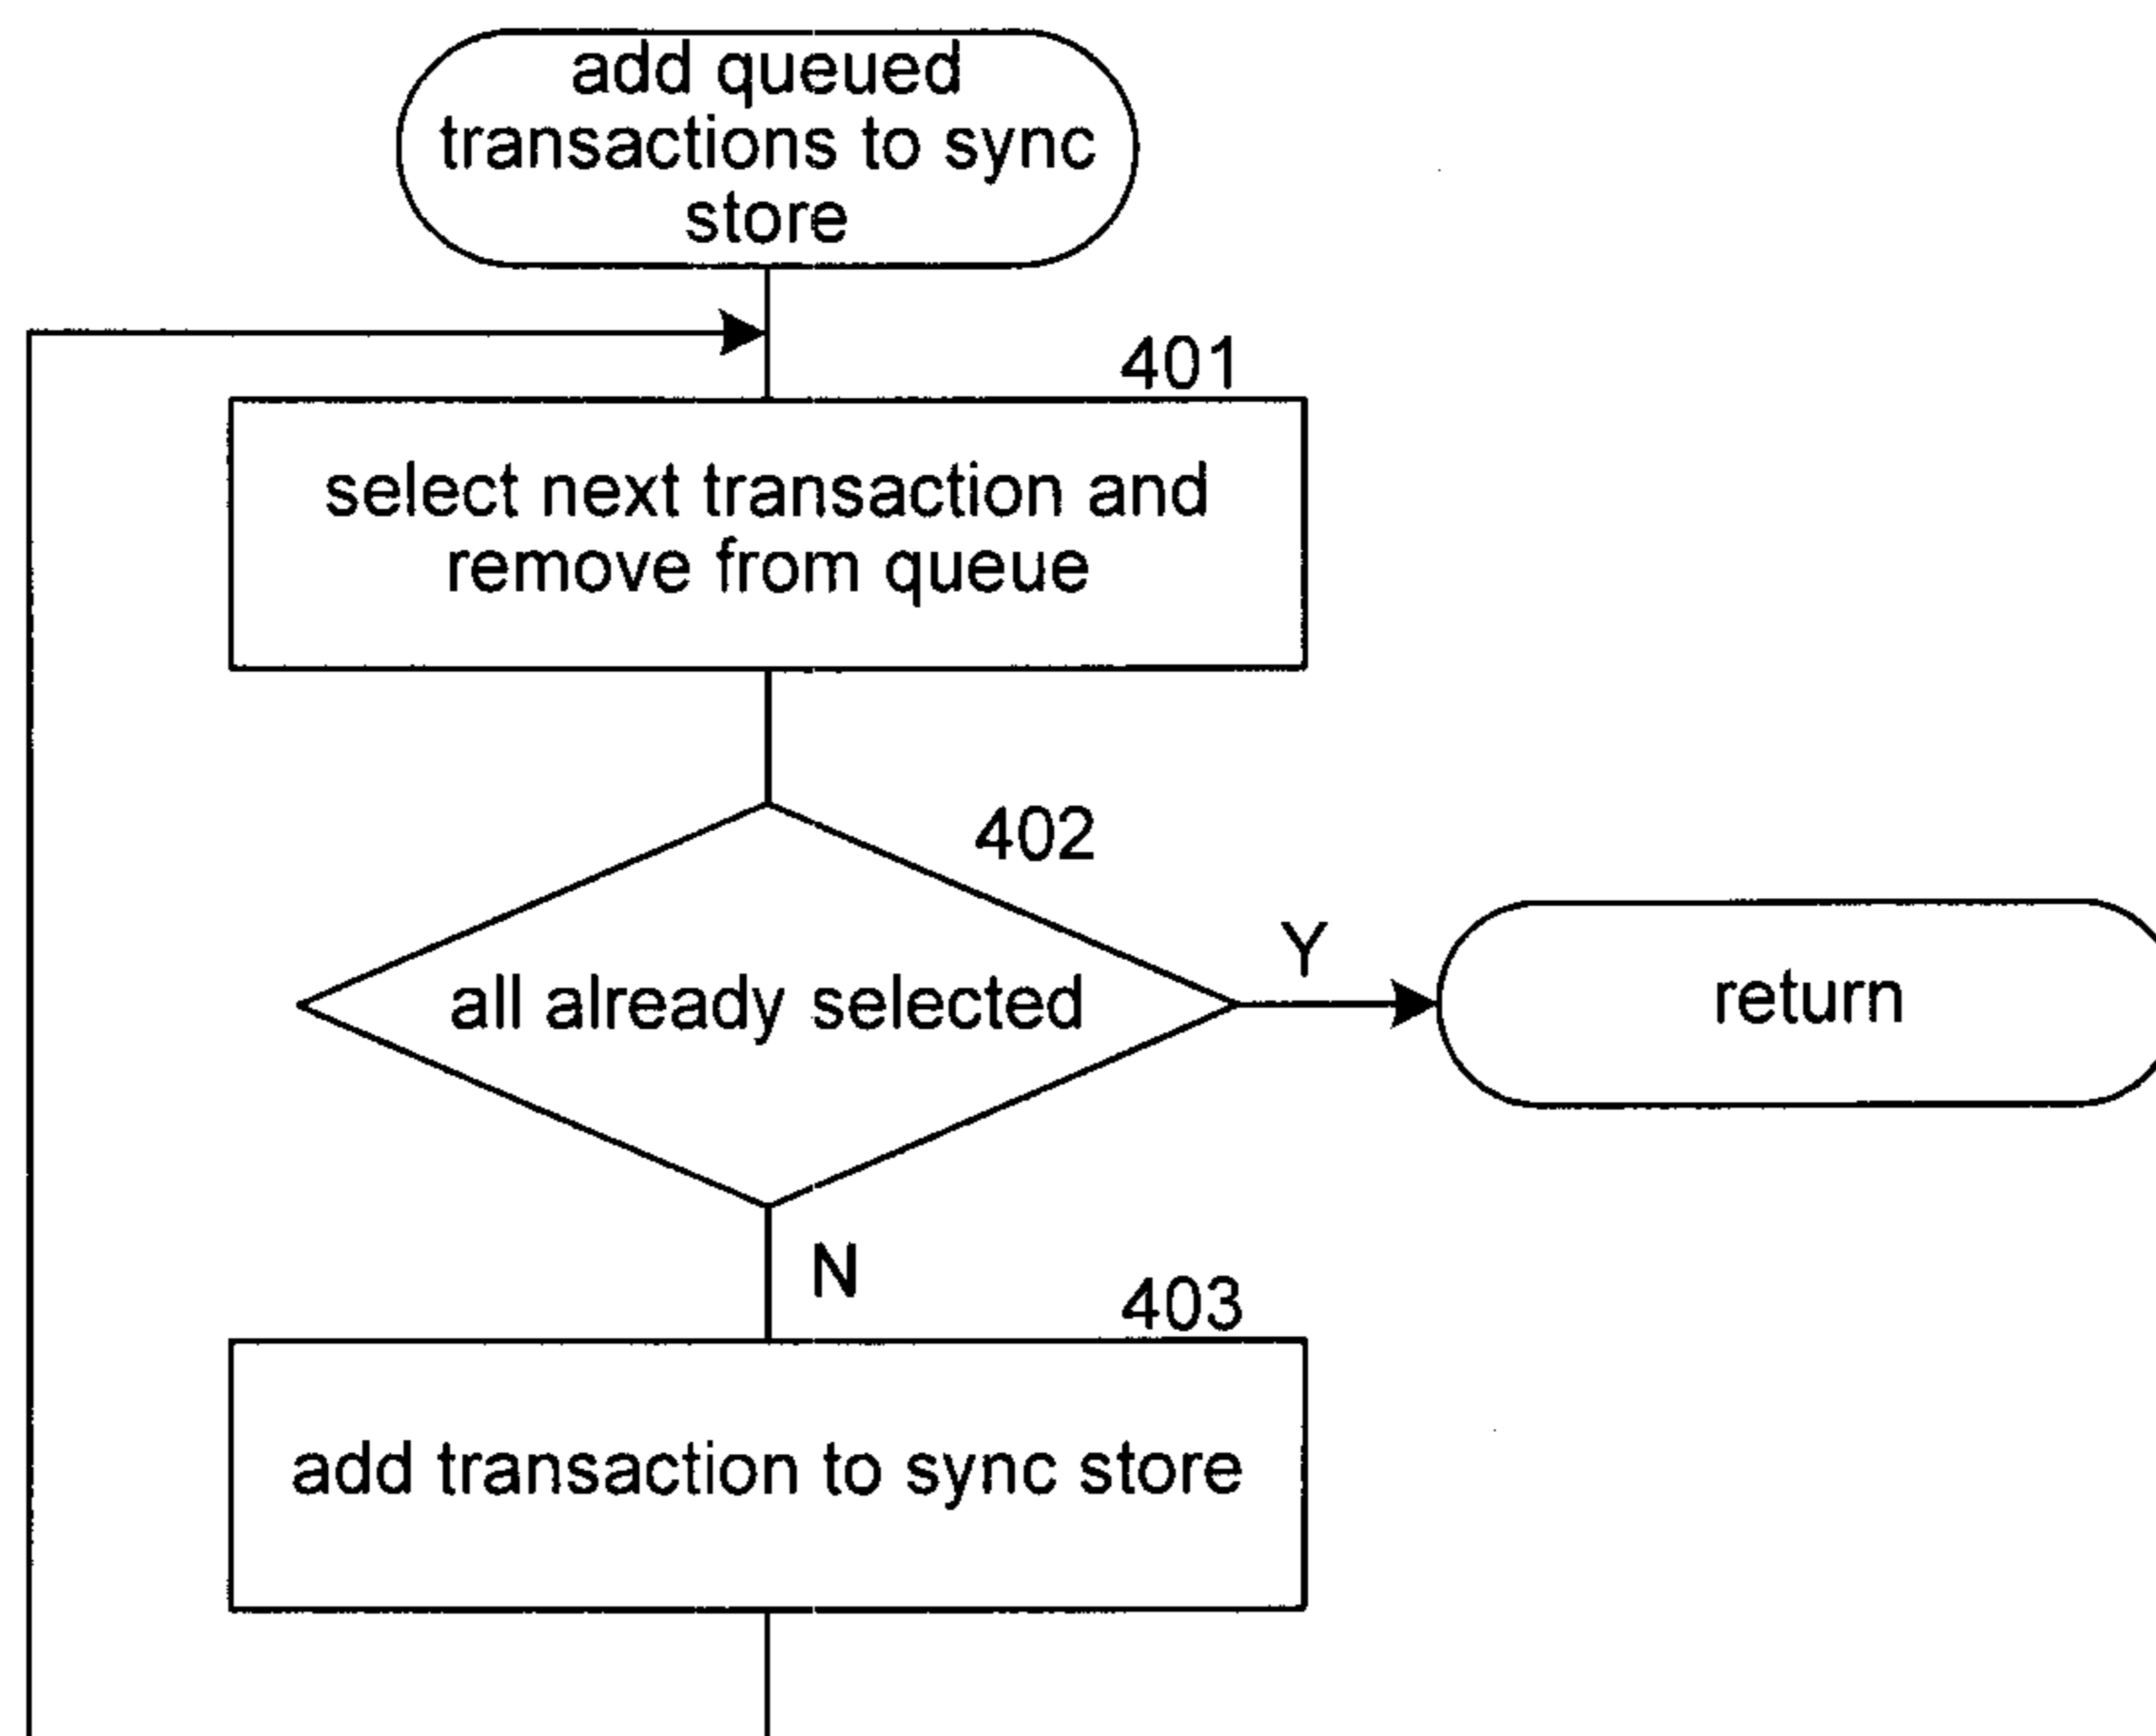 add queued
transactions to sync
store
401
select next transaction and
remove from queue
402
all already selected
Y
return
N
403
add transaction to sync store